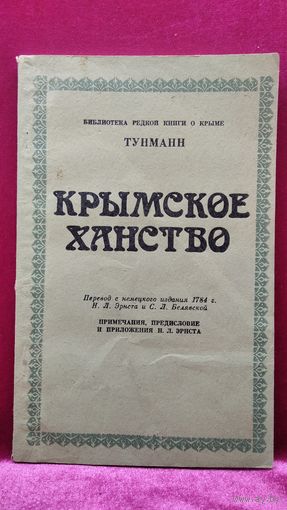 БИБЛИОТЕКА РЕДКОЙ КНИГИ О КРЫМЕ
ТУНМАНН
КРЫМСКОЕ
ХАНСТВО
Перевод с немецкого издания 1784 г.
Н. Л. Эрнста и С. Л. Белявской
ПРИМЕЧАНИЯ, ПРЕДИСЛОВИЕ
И ПРИЛОЖЕНИЯ Н. Л. ЭРНСТА